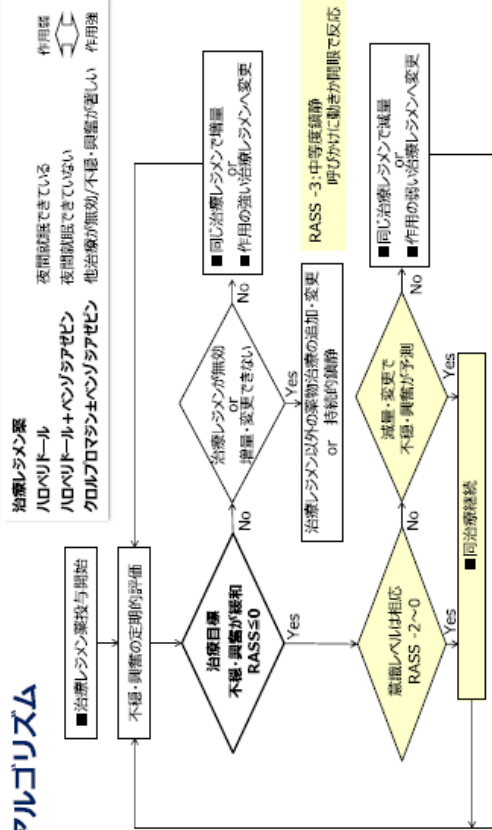 アルゴリズム
治療レジメン薬
ハロペリドール 夜間就眠できている 作用弱
ハロペリドール+ベンゾジアゼピン 夜間就眠できていない
クロルプロマジン±ベンゾジアゼピン 他治療が無効/不穏・興奮が著しい 作用強
■治療レジメン薬投与開始
不穏・興奮の定期的評価
治療目標
不穏・興奮が緩和
RASS≦0
No
Yes
治療レジメンが無効
or
増量・変更できない
No
Yes
■同じ治療レジメンで増量
or
■作用の強い治療レジメンへ変更
治療レジメン以外の薬物治療の追加・変更
or 持続的鎮静
RASS -3:中等度鎮静
呼びかけに動きか開眼で反応
意識レベルは相応
RASS -2~0
No
Yes
減量・変更で
不穏・興奮が予測
No
Yes
■同じ治療レジメンで減量
or
■作用の弱い治療レジメンへ変更
■同治療継続